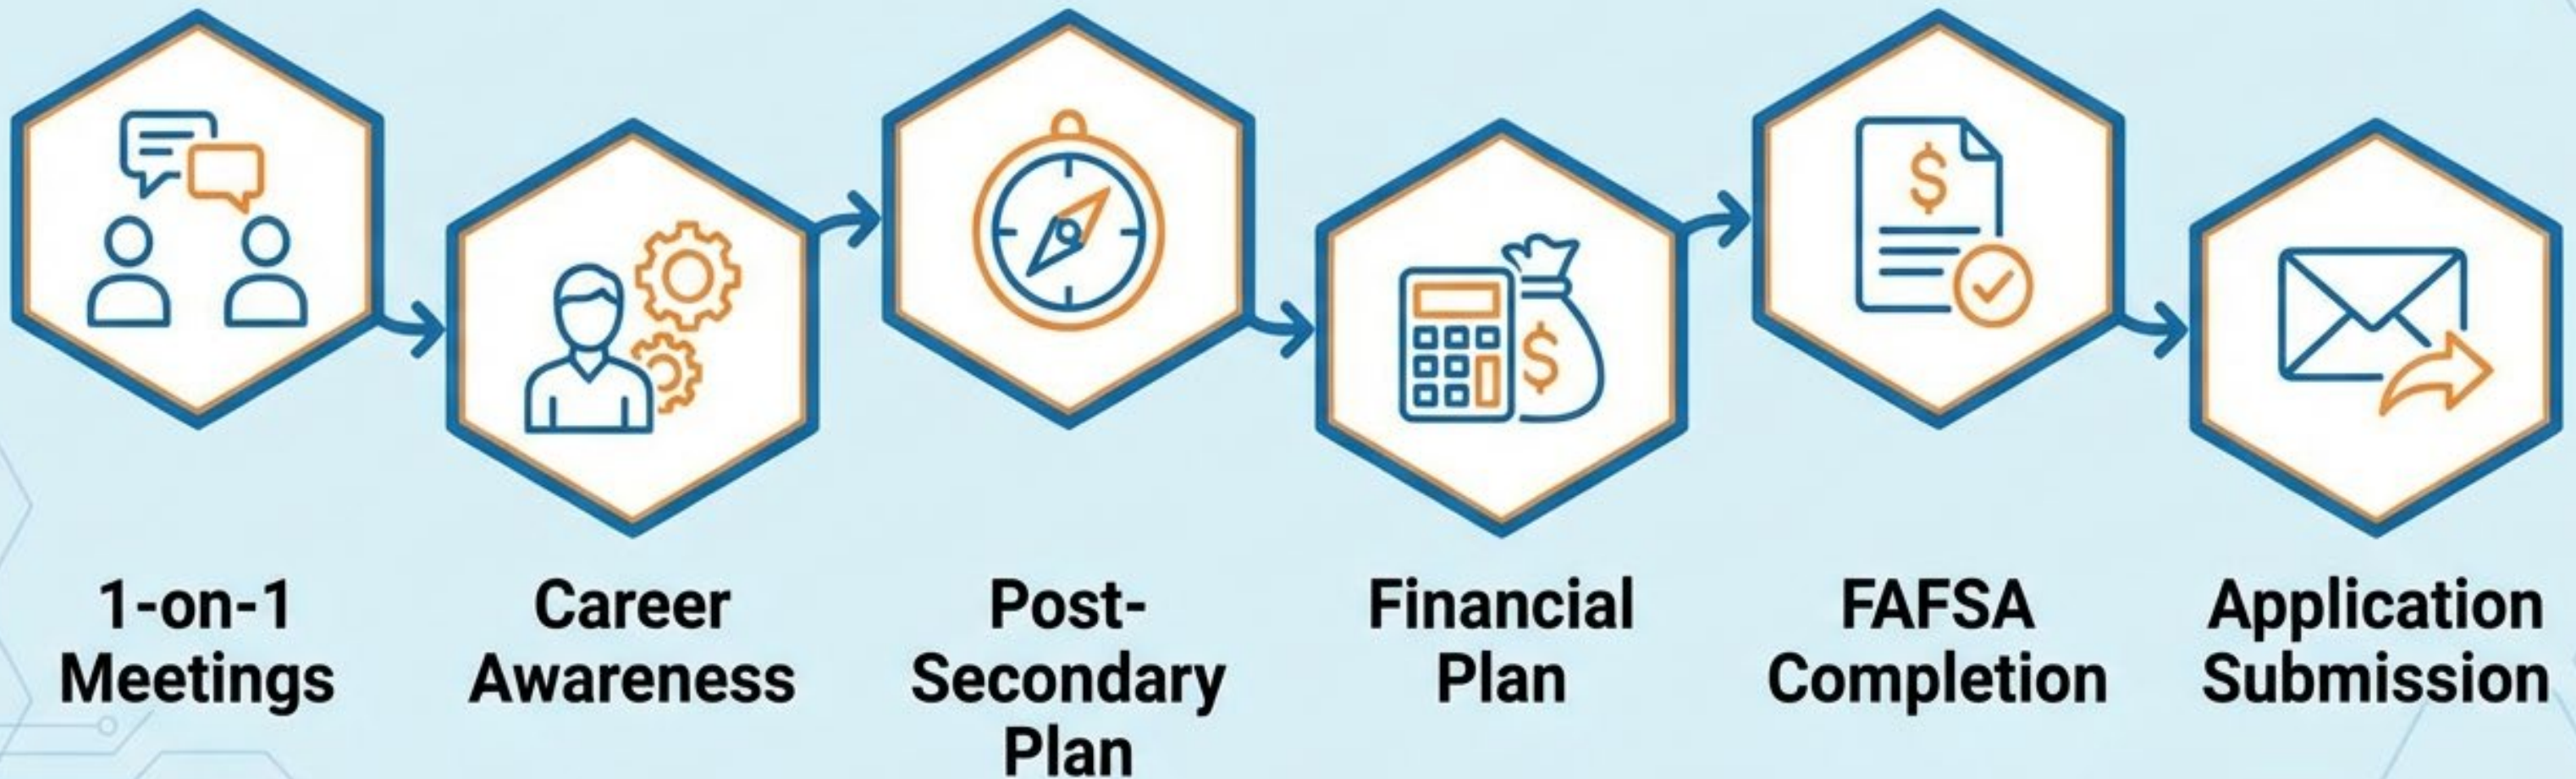 1-on-1
Meetings
Career
Awareness
Post-
Secondary
Plan
Financial
Plan
FAFSA
Completion
Application
Submission
$
$